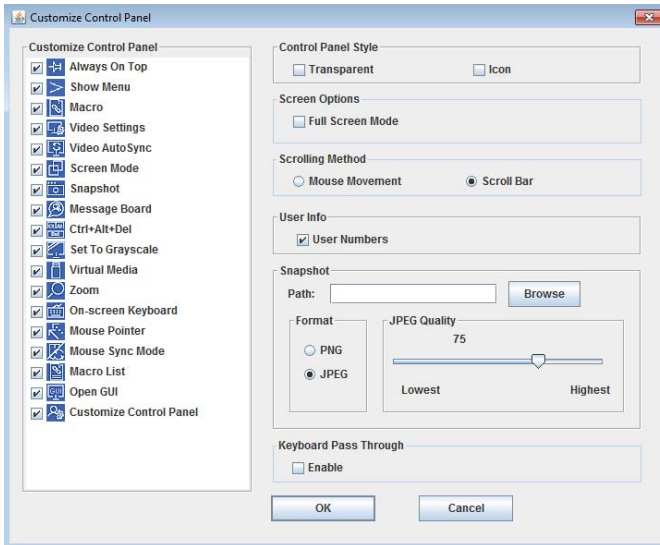 Customize Control Panel
Customize Control Panel
Always On Top
Show Menu
Macro
Video Settings
Video AutoSync
Screen Mode
Snapshot
Message Board
Ctrl+Alt+Del
Set To Grayscale
Virtual Media
Zoom
On-screen Keyboard
Mouse Pointer
Mouse Sync Mode
Macro List
GUI Open GUI
Customize Control Panel
Control Panel Style
Transparent Icon
Screen Options
Full Screen Mode
Scrolling Method
Mouse Movement Scroll Bar
User Info
User Numbers
Snapshot
Path: Browse
Format
PNG
JPEG
JPEG Quality
75
Lowest Highest
Keyboard Pass Through
Enable
OK Cancel